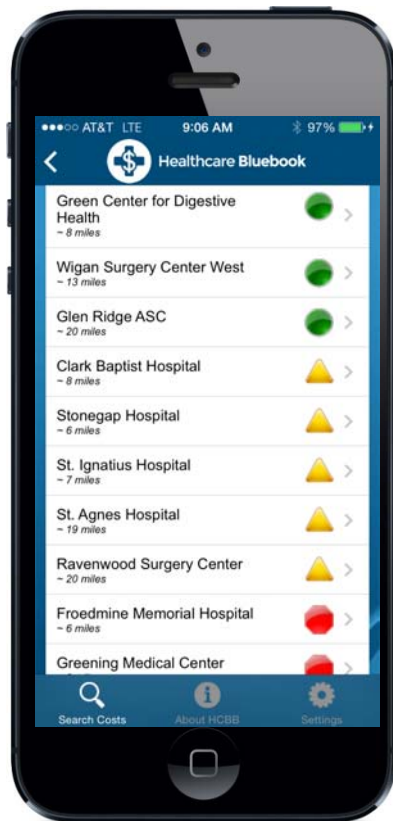 AT&T LTE 9:06 AM 97%
Healthcare Bluebook
Green Center for Digestive
Health
~ 8 miles
Wigan Surgery Center West
~ 13 miles
Glen Ridge ASC
~ 20 miles
Clark Baptist Hospital
~ 8 miles
Stonegap Hospital
~ 6 miles
St. Ignatius Hospital
~ 7 miles
St. Agnes Hospital
~ 19 miles
Ravenwood Surgery Center
~ 20 miles
Froedmine Memorial Hospital
~ 6 miles
Greening Medical Center
Search Costs About HCBB Settings